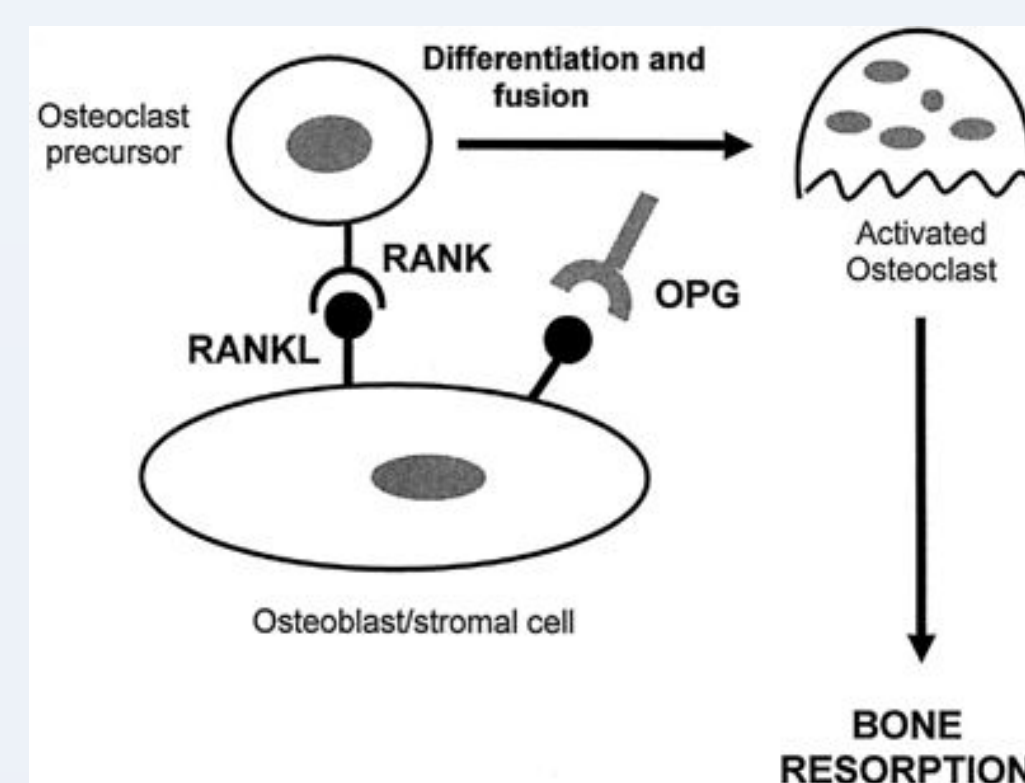 Differentiation and
fusion
Osteoclast
precursor
RANK
RANKL
OPG
Activated
Osteoclast
Osteoblast/stromal cell
BONE
RESORPTION